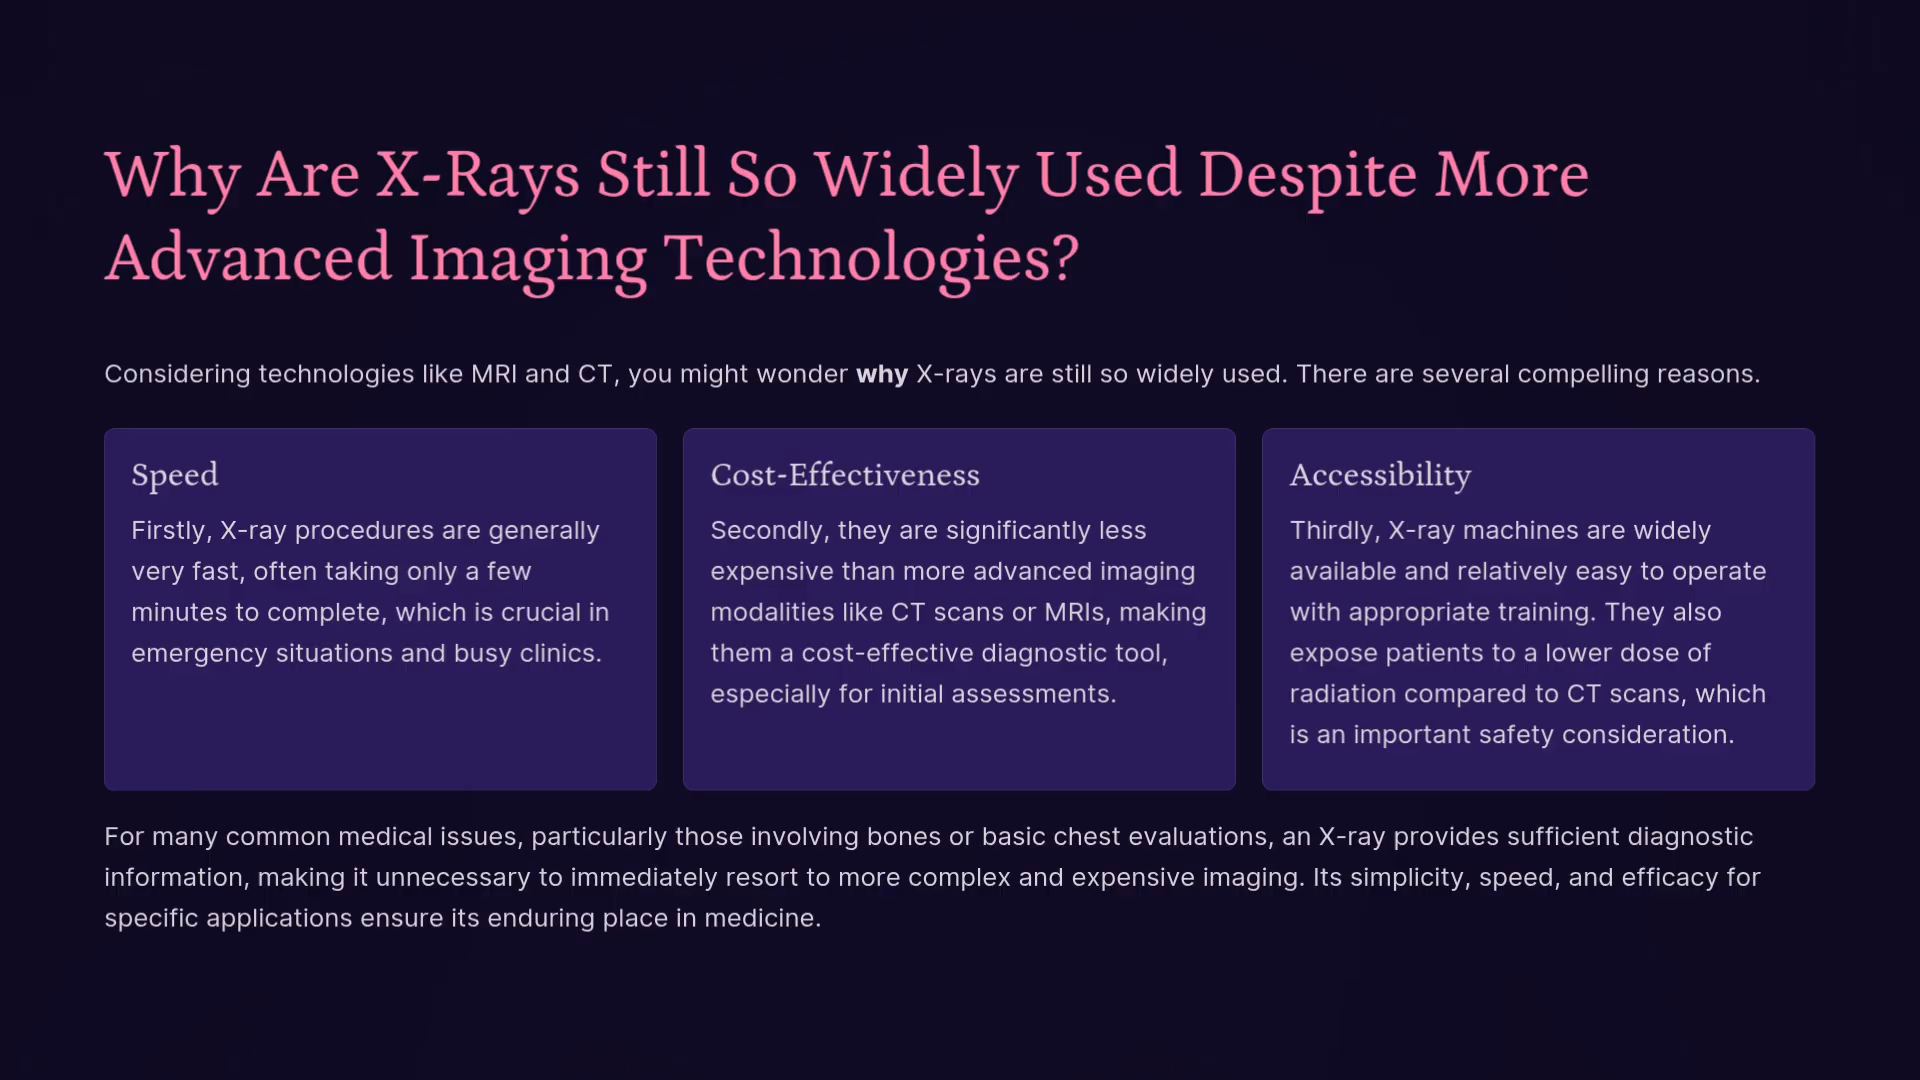 Why Are X-Rays Still So Widely Used Despite More
Advanced Imaging Technologies?
Considering technologies like MRI and CT, you might wonder why X-rays are still so widely used. There are several compelling reasons.
Speed
Firstly, X-ray procedures are generally
very fast, often taking only a few
minutes to complete, which is crucial in
emergency situations and busy clinics.
Cost-Effectiveness
Secondly, they are significantly less
expensive than more advanced imaging
modalities like CT scans or MRIs, making
them a cost-effective diagnostic tool,
especially for initial assessments.
Accessibility
Thirdly, X-ray machines are widely
available and relatively easy to operate
with appropriate training. They also
expose patients to a lower dose of
radiation compared to CT scans, which
is an important safety consideration.
For many common medical issues, particularly those involving bones or basic chest evaluations, an X-ray provides sufficient diagnostic
information, making it unnecessary to immediately resort to more complex and expensive imaging. Its simplicity, speed, and efficacy for
specific applications ensure its enduring place in medicine.